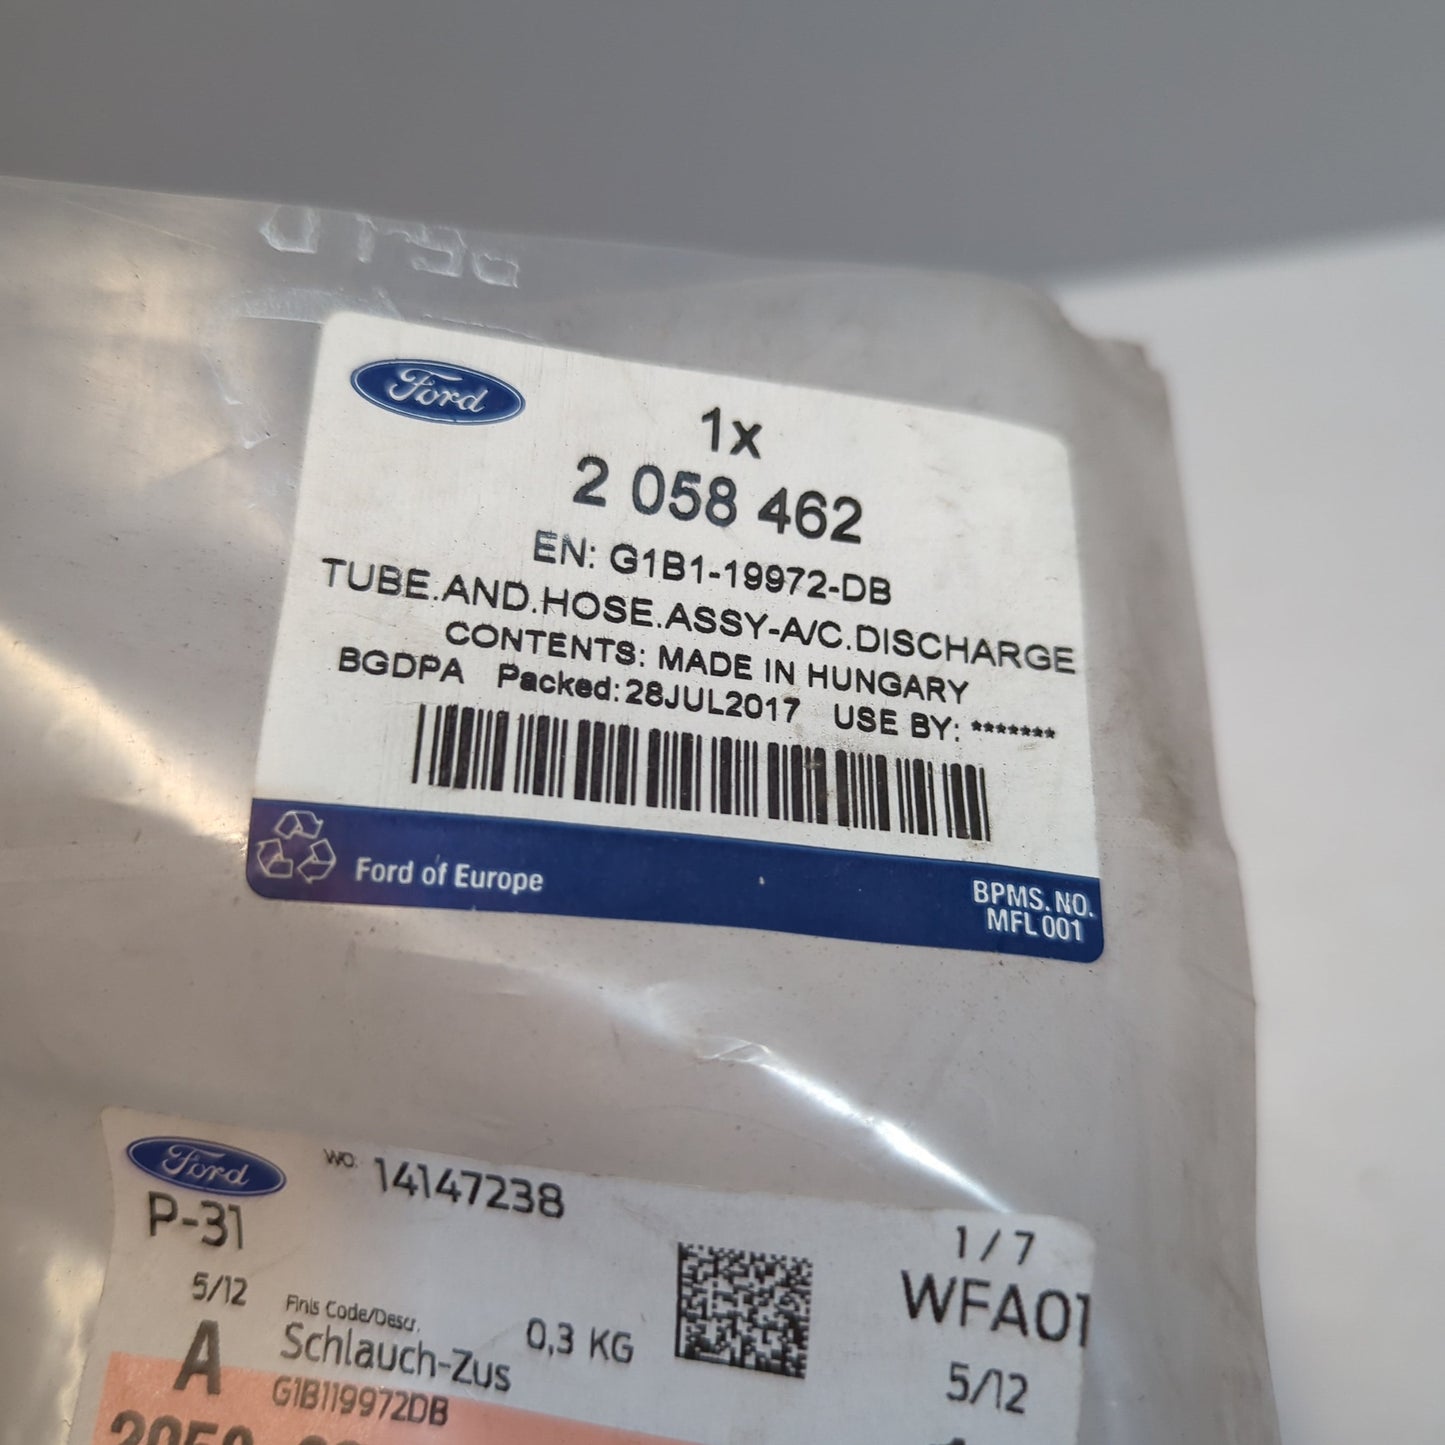 Ford
1x
2 058 462
EN: G1B1-19972-DB
TUBE.AND.HOSE.ASSY-A/C.DISCHARGE
CONTENTS: MADE IN HUNGARY
BGDPA Packed:28JUL2017 USE BY: *******
Ford of Europe
BPMS. NO.
MFL 001
Ford
WO. 14147238
P-31
1 / 7
WFA01
5/12
Finis Code/Descr.
Schlauch-Zus
0,3 KG
A
G1B119972DB
5/12